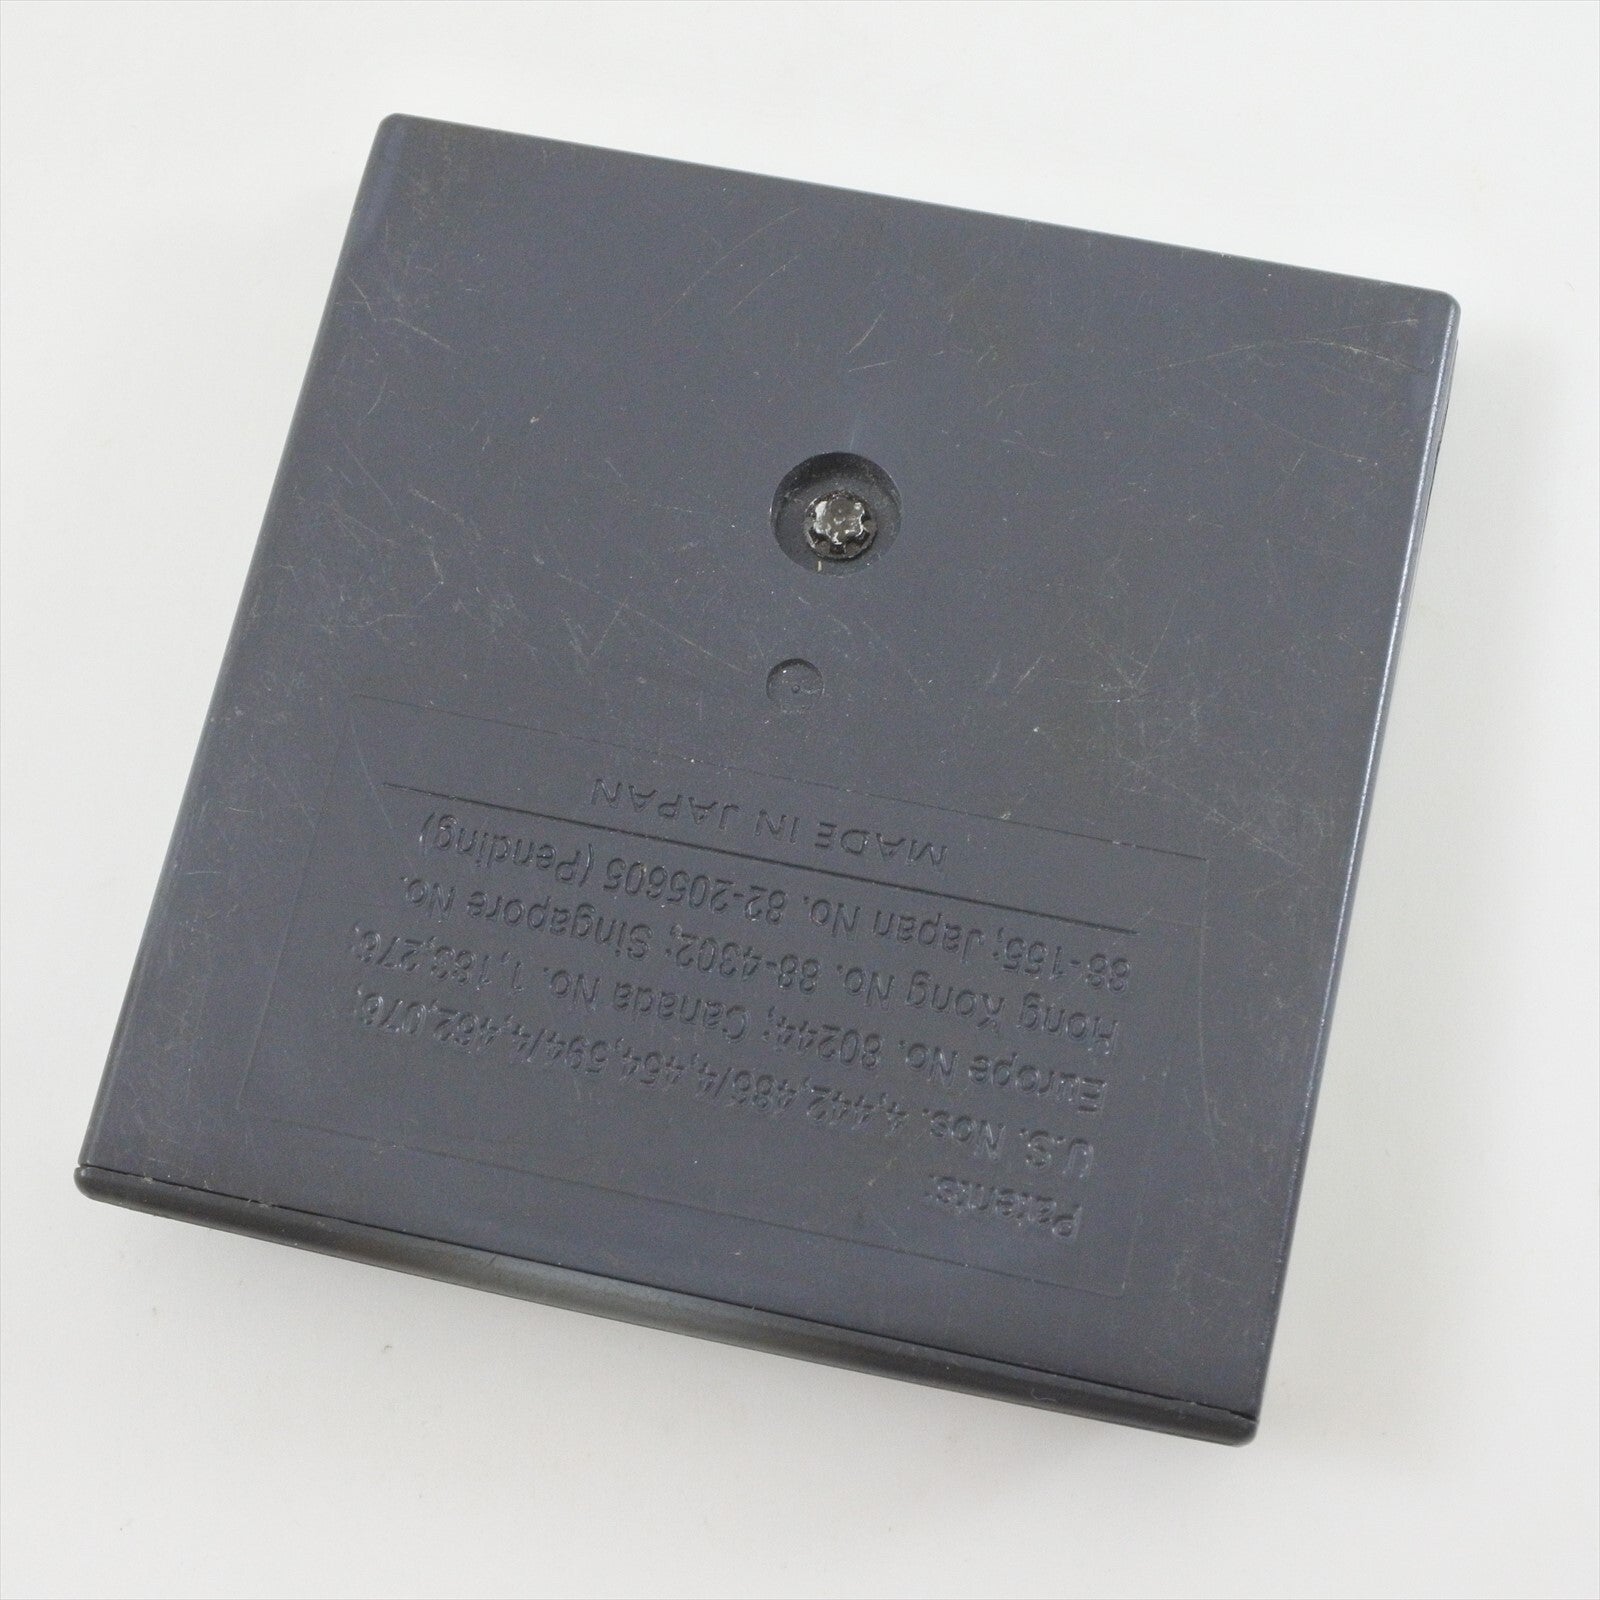 Patents:
U.S. Nos. 4,442,486/4,454,594/4,462,076;
Europe No. 80244; Canada No. 1,183,276;
Hong Kong No. 88-4302; Singapore No.
88-155; Japan No. 82-205605 (Pending)
MADE IN JAPAN